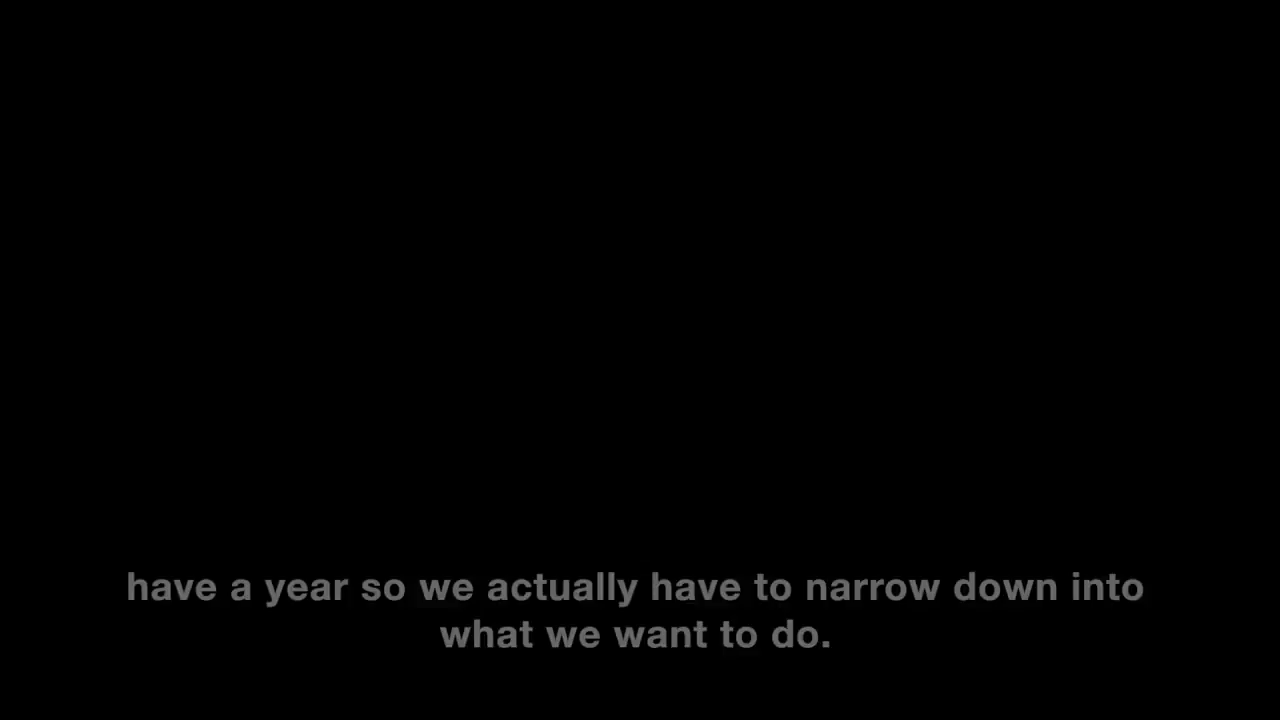 have a year so we actually have to narrow down into
what we want to do.